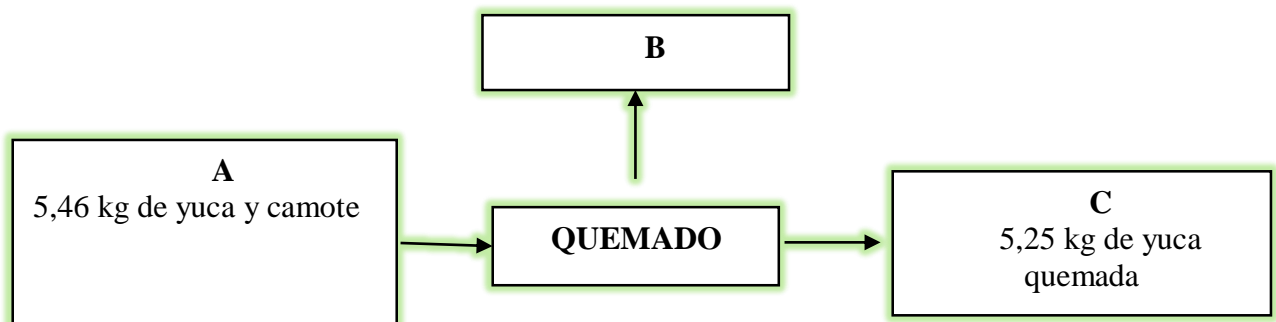 B
A
5,46 kg de yuca y camote
QUEMADO
C
5,25 kg de yuca
quemada